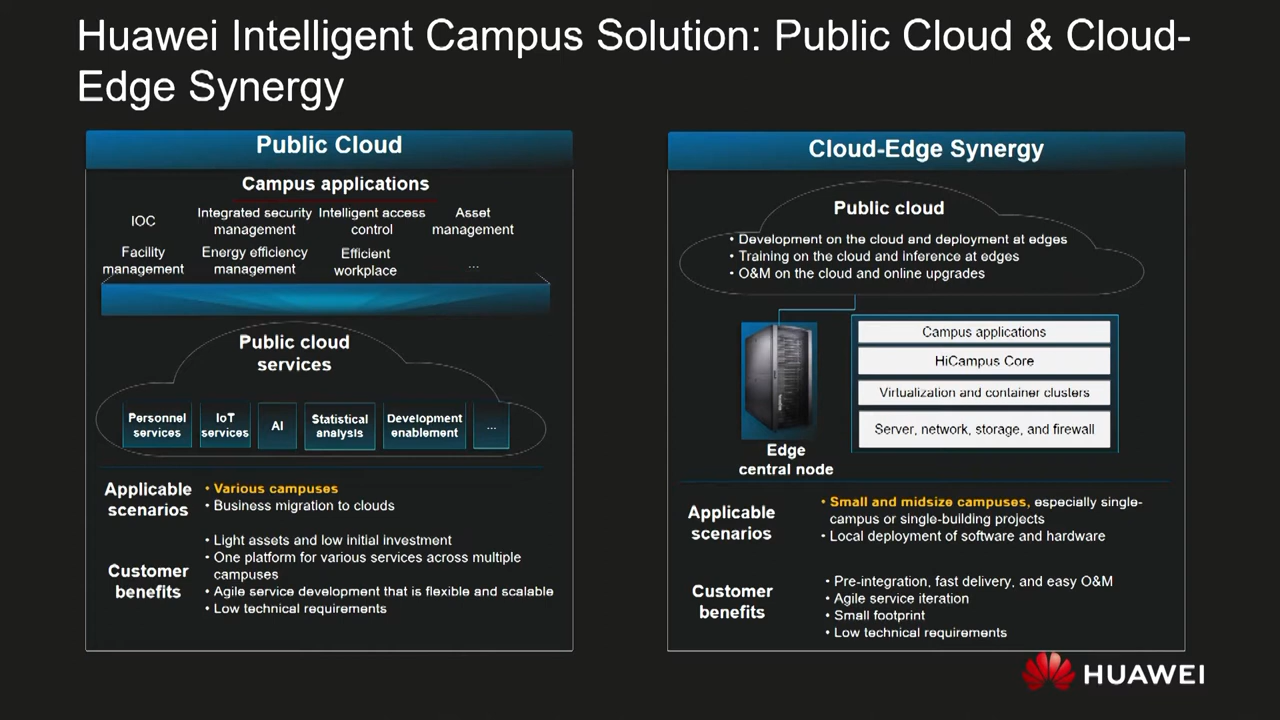 Huawei Intelligent Campus Solution: Public Cloud & Cloud-
Edge Synergy
Public Cloud
Campus applications
IOC
Integrated security
management
Intelligent access
control
Asset
management
Facility
management
Energy efficiency
management
Efficient
workplace
...
Public cloud
services
Personnel
services
IoT
services
AI
Statistical
analysis
Development
enablement
...
Applicable
scenarios
• Various campuses
• Business migration to clouds
Customer
benefits
• Light assets and low initial investment
• One platform for various services across multiple
campuses
• Agile service development that is flexible and scalable
• Low technical requirements
Cloud-Edge Synergy
Public cloud
• Development on the cloud and deployment at edges
• Training on the cloud and inference at edges
• O&M on the cloud and online upgrades
Edge
central node
Campus applications
HiCampus Core
Virtualization and container clusters
Server, network, storage, and firewall
Applicable
scenarios
• Small and midsize campuses, especially single-
campus or single-building projects
• Local deployment of software and hardware
Customer
benefits
• Pre-integration, fast delivery, and easy O&M
• Agile service iteration
• Small footprint
• Low technical requirements
HUAWEI